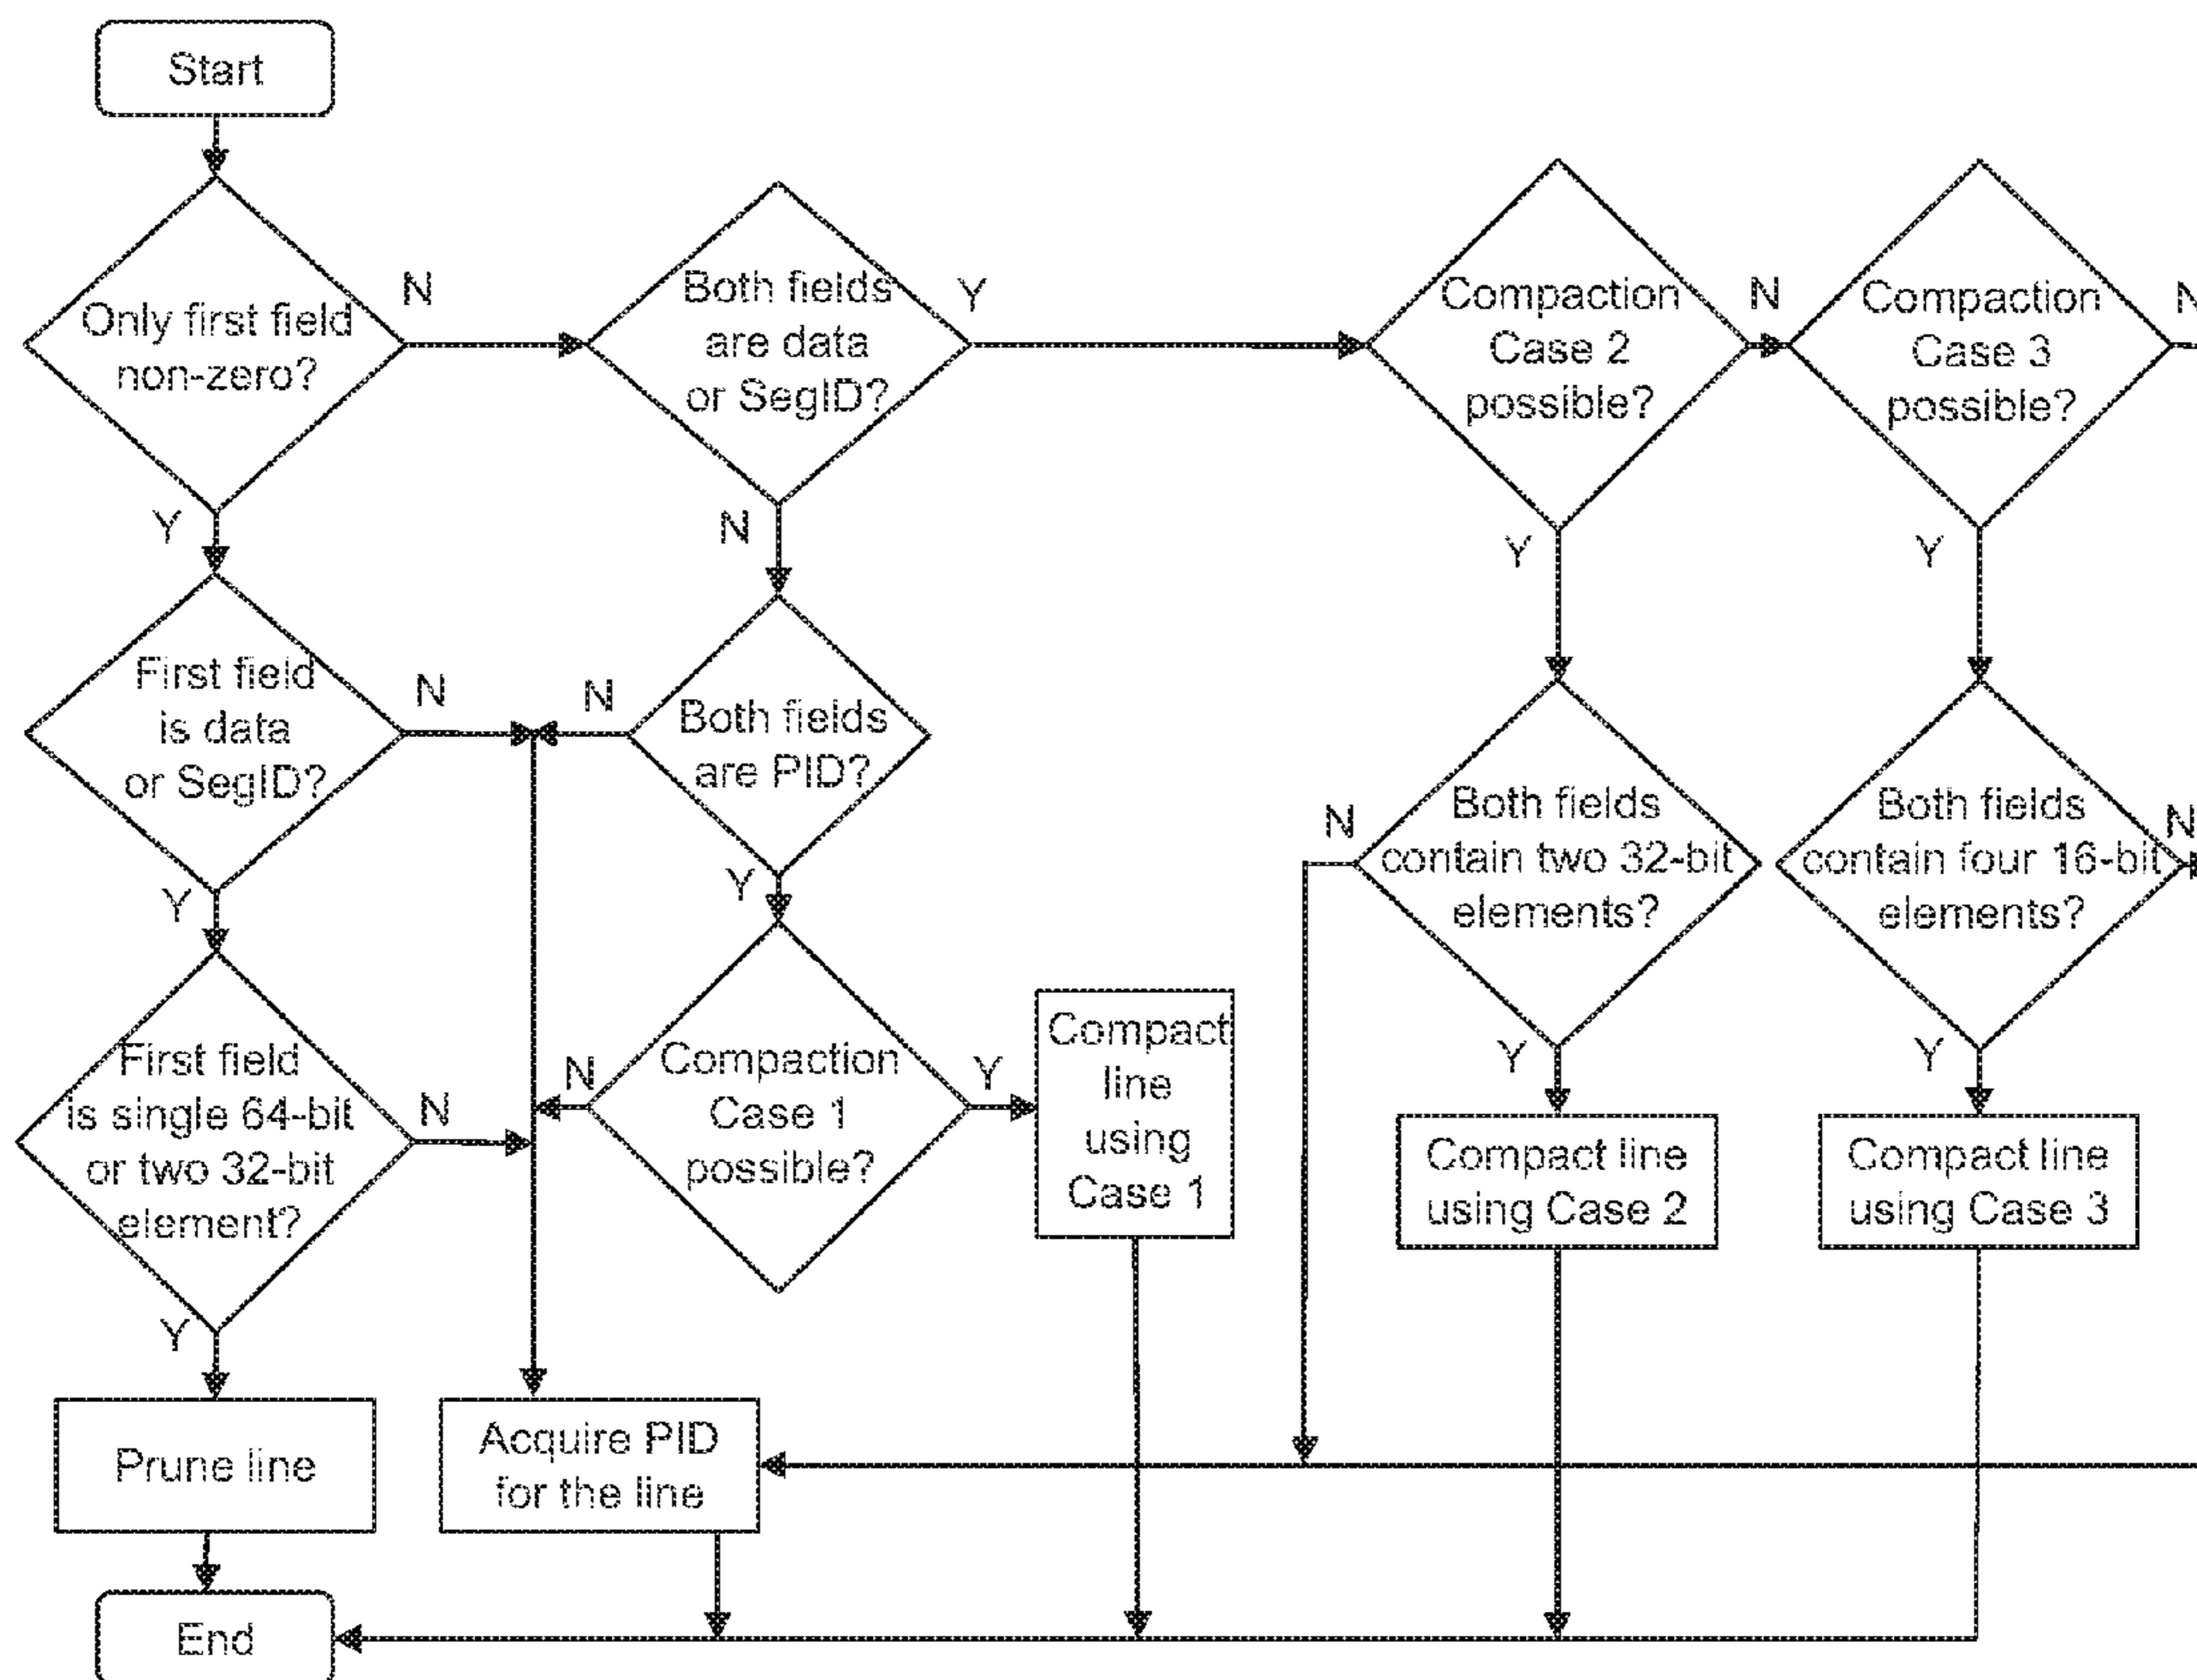 Start
Only first field
non-zero?
N
Y
Both fields
are data
or SegID?
Y
N
Compaction
Case 2
possible?
N
Y
Compaction
Case 3
possible?
N
Y
First field
is data
or SegID?
N
Y
Both fields
are PID?
N
Y
Both fields
contain two 32-bit
elements?
N
Y
Both fields
contain four 16-bit
elements?
N
Y
First field
is single 64-bit
or two 32-bit
element?
N
Y
Compaction
Case 1
possible?
N
Y
Compact
line
using
Case 1
Compact line
using Case 2
Compact line
using Case 3
Prune line
Acquire PID
for the line
End